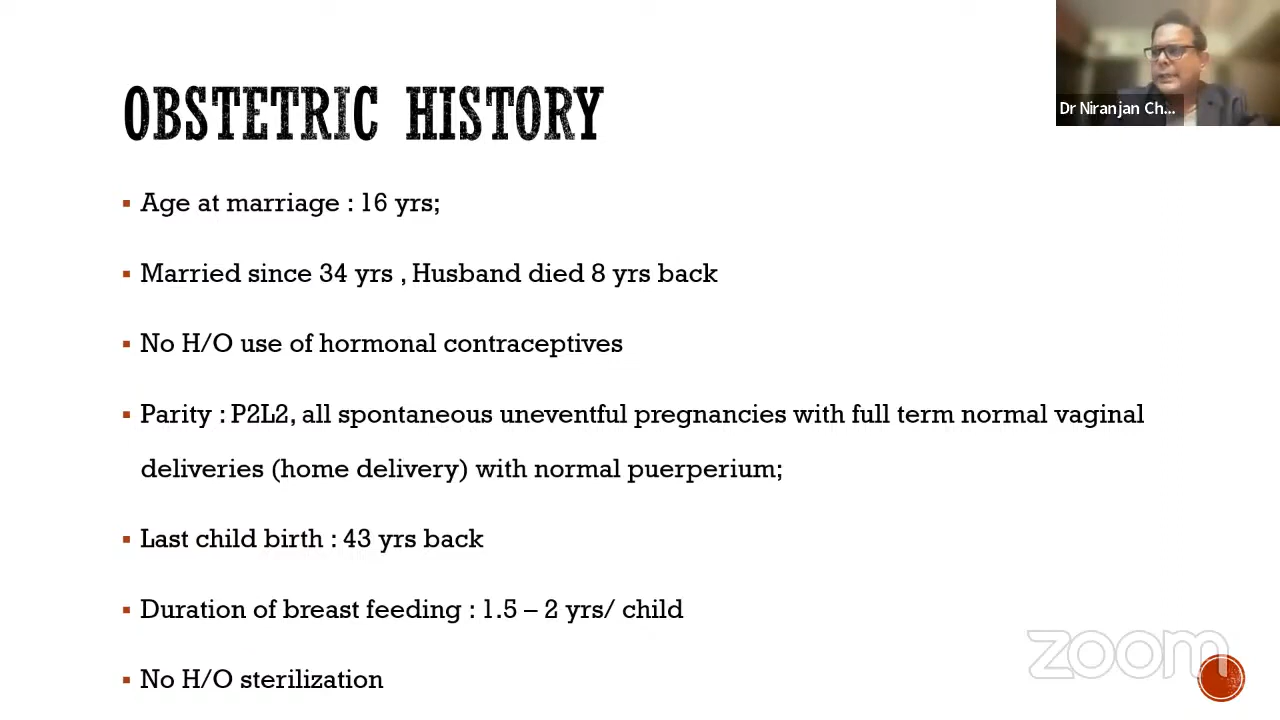 Dr Niranjan Ch...
OBSTETRIC HISTORY
▪ Age at marriage : 16 yrs;
▪ Married since 34 yrs , Husband died 8 yrs back
▪ No H/O use of hormonal contraceptives
▪ Parity : P2L2, all spontaneous uneventful pregnancies with full term normal vaginal
deliveries (home delivery) with normal puerperium;
▪ Last child birth : 43 yrs back
▪ Duration of breast feeding : 1.5 – 2 yrs/ child
▪ No H/O sterilization
zoom